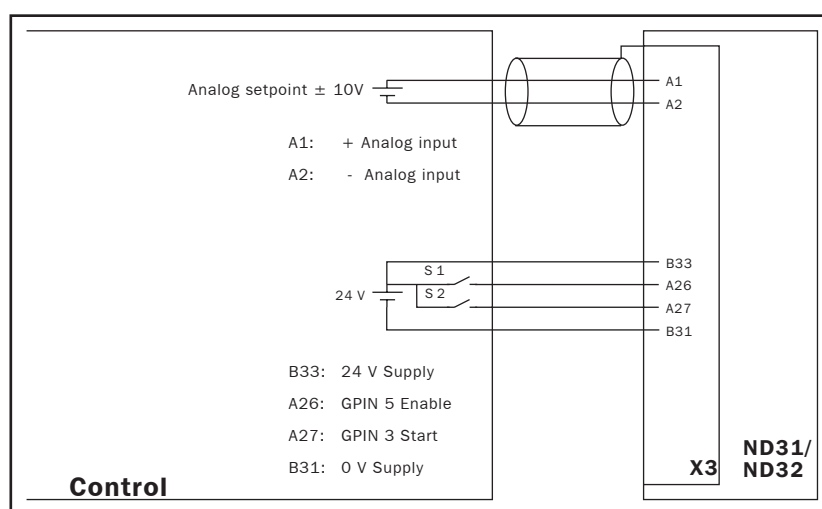 Analog setpoint ± 10V
A1
A2
A1: + Analog input
A2: - Analog input
B33
S 1
A26
24 V
S 2
A27
B31
B33: 24 V Supply
A26: GPIN 5 Enable
A27: GPIN 3 Start
B31: 0 V Supply
ND31/
X3 ND32
Control